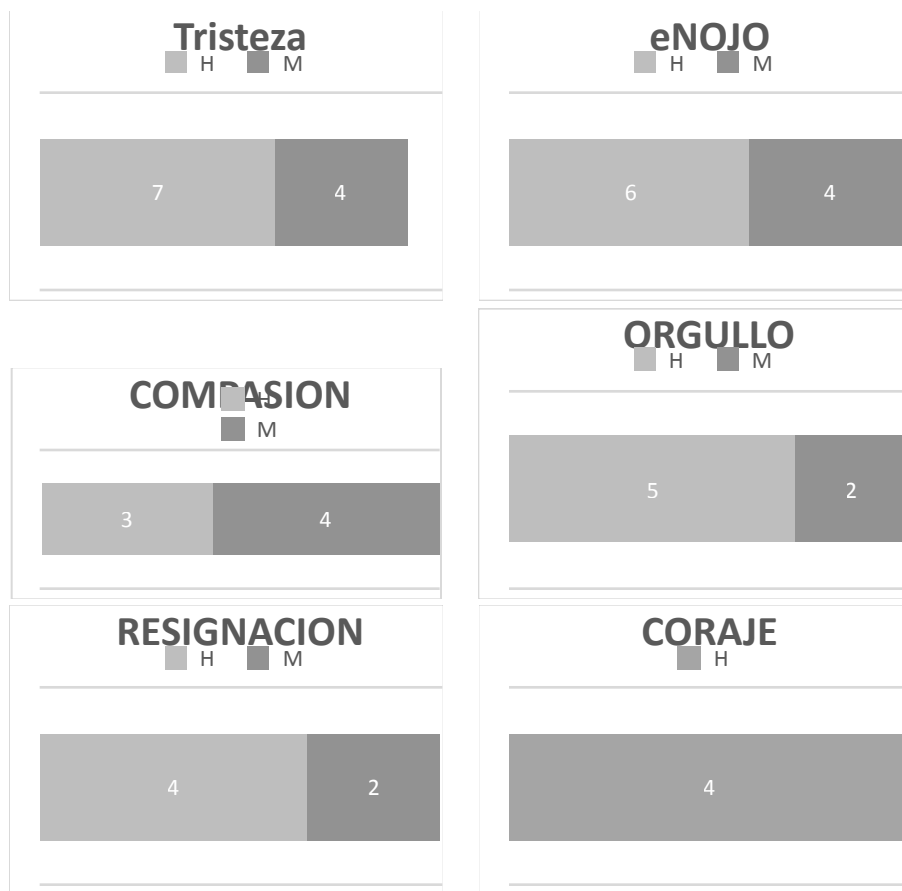 Tristeza
H M
7 4
eNOJO
H M
6 4
COMPASION
H
M
3 4
ORGULLO
H M
5 2
RESIGNACION
H M
4 2
CORAJE
H
4